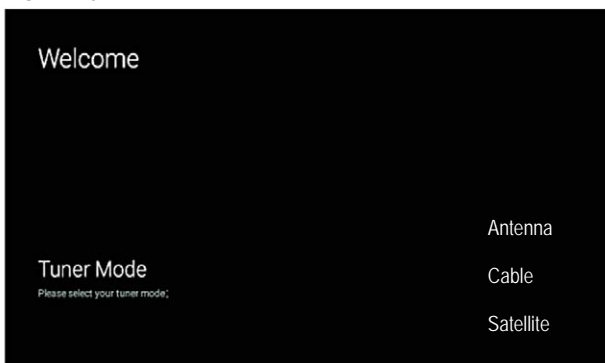 Welcome
Antenna
Tuner Mode
Cable
Please select your tuner mode;
Satellite